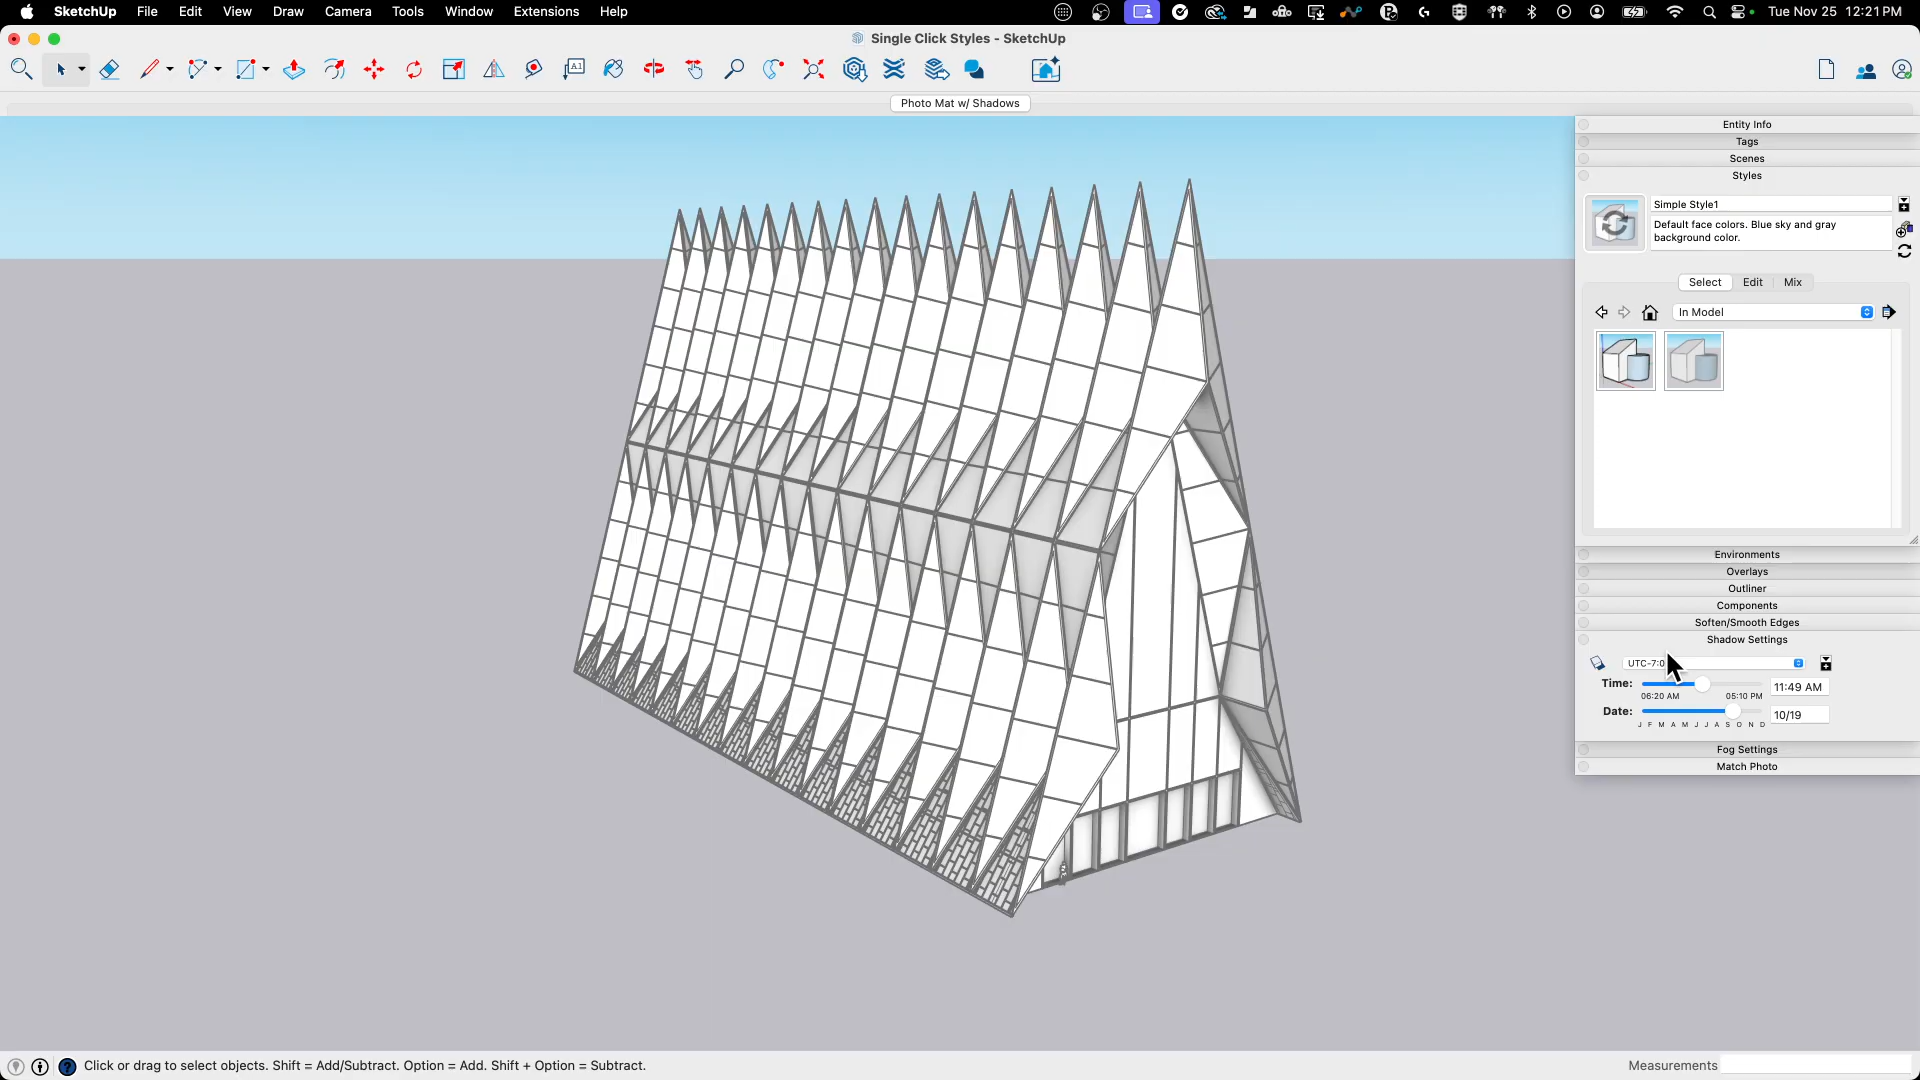 SketchUp File Edit View Draw Camera Tools Window Extensions Help
Tue Nov 25 12:21 PM
Single Click Styles - SketchUp
A1
Photo Mat w/ Shadows
Entity Info
Tags
Scenes
Styles
Simple Style1
Default face colors. Blue sky and gray
background color.
Select Edit Mix
In Model
Environments
Overlays
Outliner
Components
Soften/Smooth Edges
Shadow Settings
UTC-7:0
Time: 11:49 AM
06:20 AM 05:10 PM
Date: 10/19
J F M A M J J A S O N D
Fog Settings
Match Photo
Click or drag to select objects. Shift = Add/Subtract. Option = Add. Shift + Option = Subtract.
Measurements